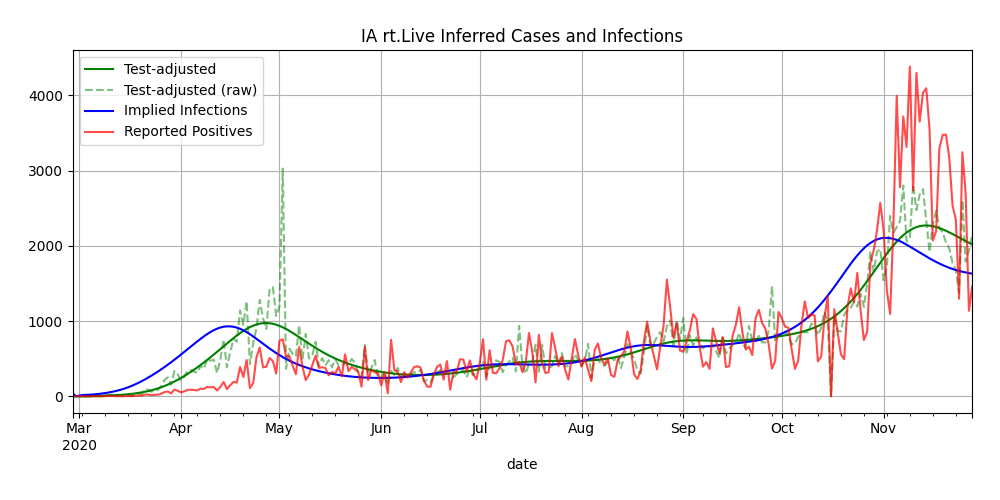 IA rt.Live Inferred Cases and Infections
Test-adjusted
Test-adjusted (raw)
Implied Infections
Reported Positives
4000
3000
2000
1000
0
Mar Apr May Jun Jul Aug Sep Oct Nov
2020
date